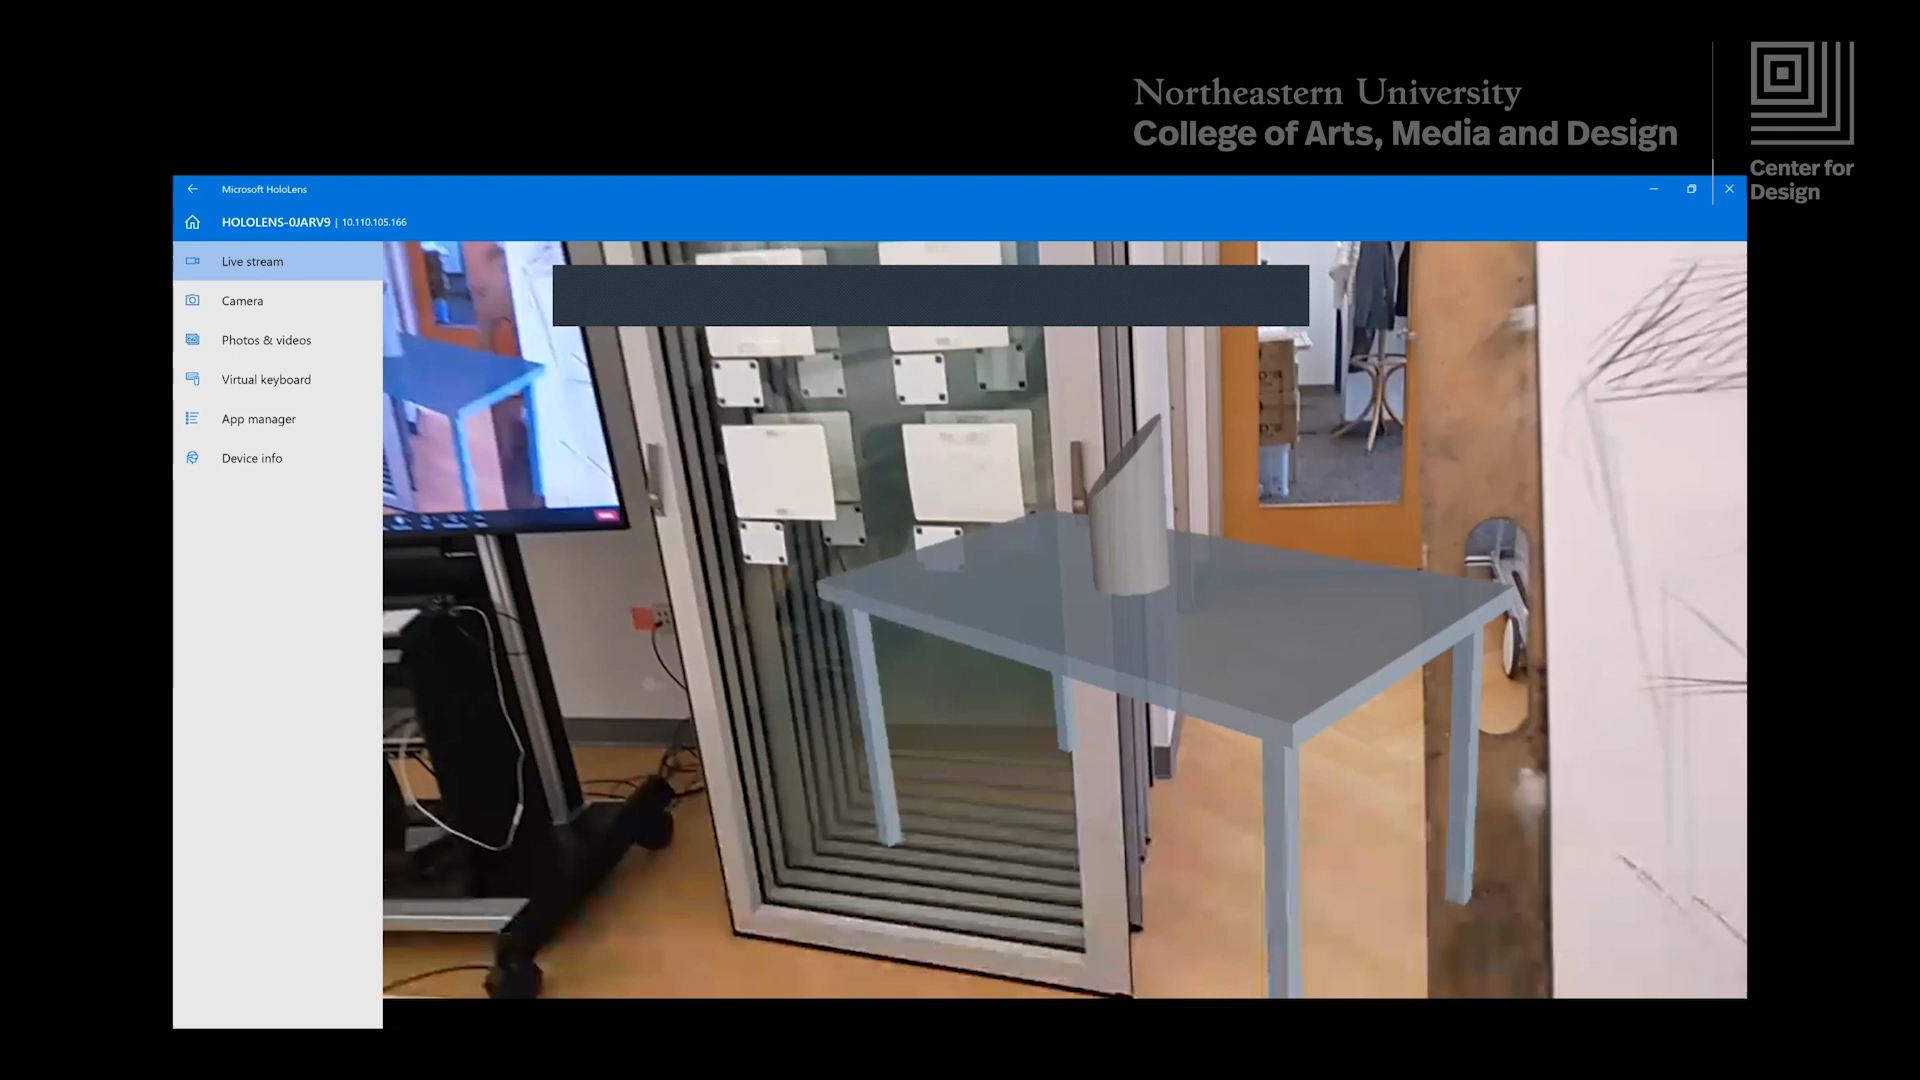 Northeastern University
College of Arts, Media and Design
Center for
Design
Microsoft HoloLens
HOLOLENS-0JARV9 | 10.110.105.166
Live stream
Camera
Photos & videos
Virtual keyboard
App manager
Device info